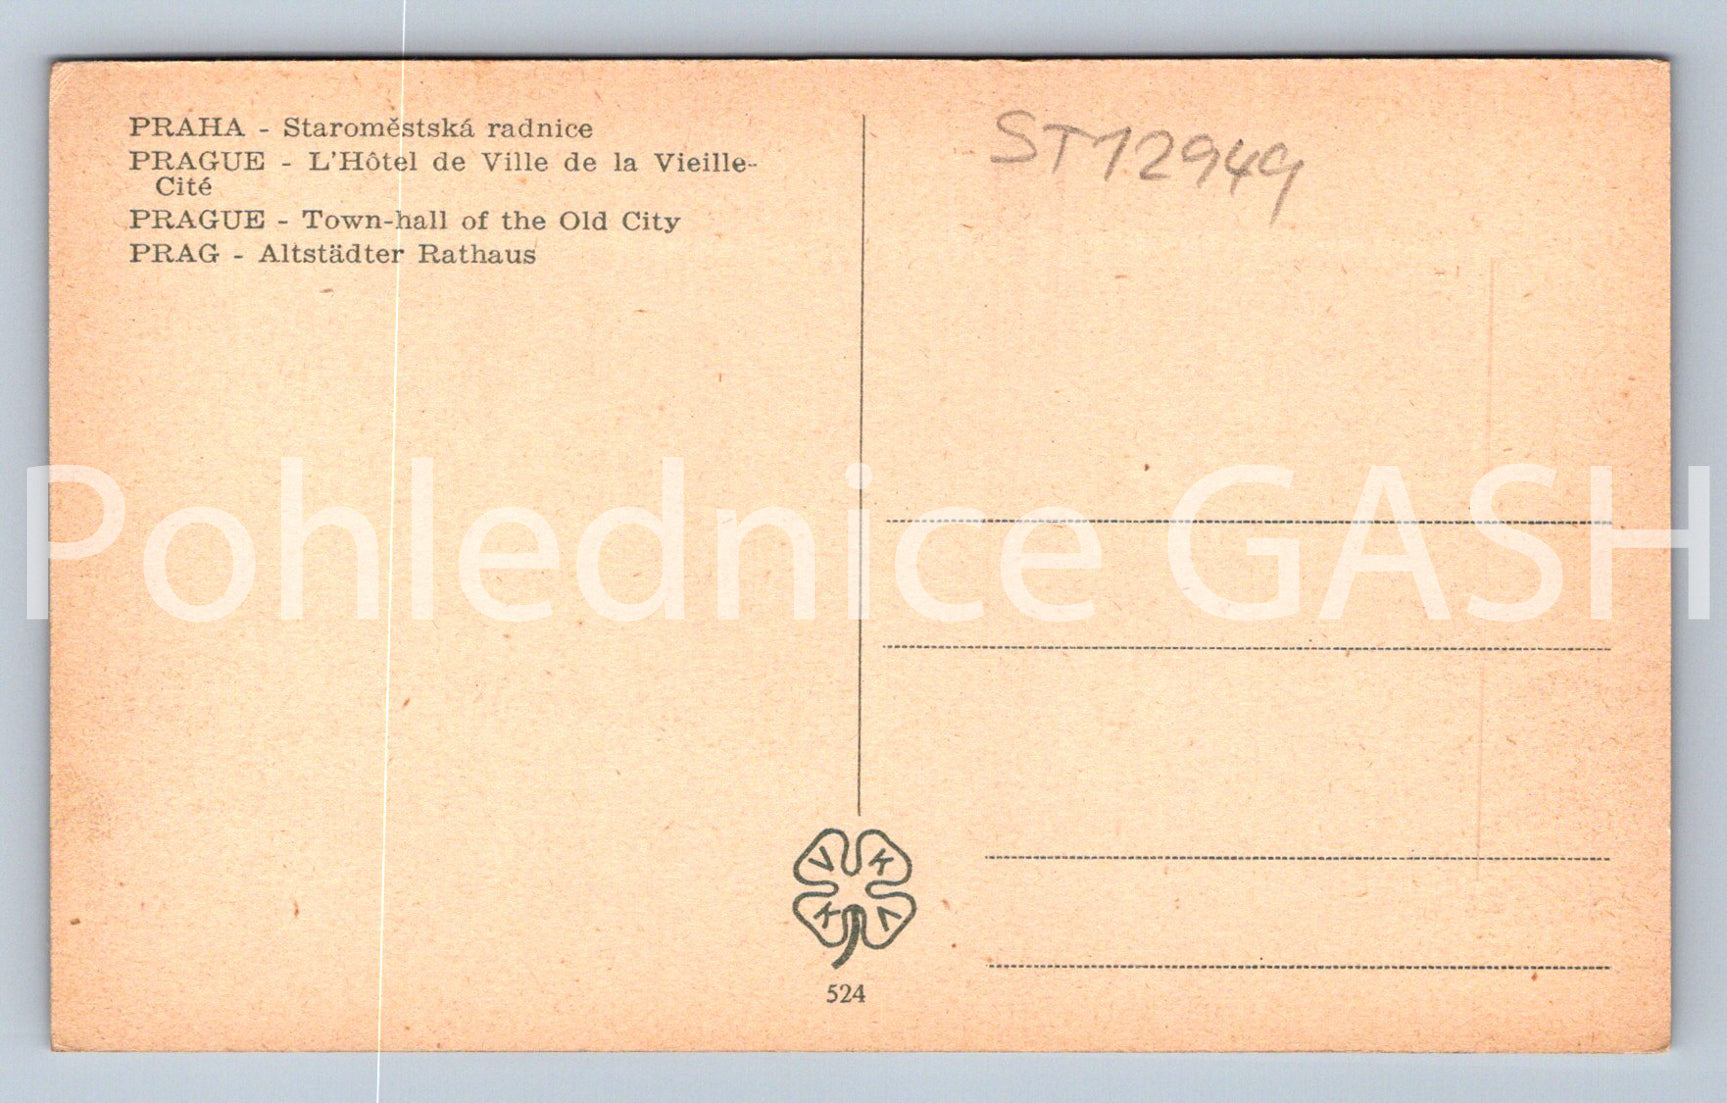 PRAHA - Staroměstská radnice
PRAGUE - L'Hôtel de Ville de la Vieille-
Cité
PRAGUE - Town-hall of the Old City
PRAG - Altstädter Rathaus
ST12949
Pohlednice GASH
V K
K V
524